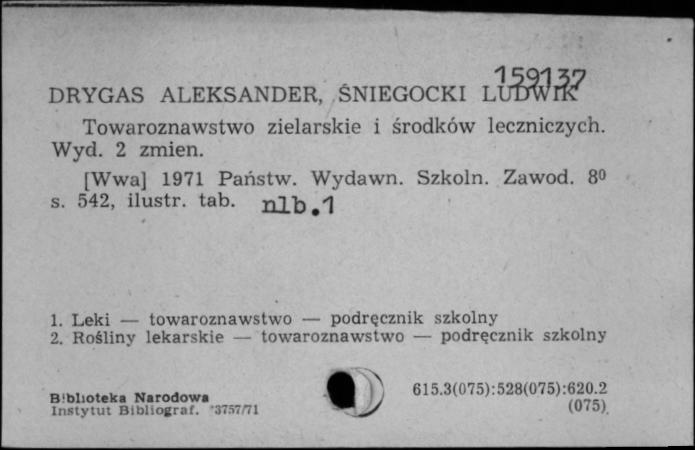 159137
DRYGAS ALEKSANDER, ŚNIEGOCKI LUDWIK
Towaroznawstwo zielarskie i środków leczniczych.
Wyd. 2 zmien.
[Wwa] 1971 Państw. Wydawn. Szkoln. Zawod. 8⁰
s. 542, ilustr. tab. nlb.1
1. Leki — towaroznawstwo — podręcznik szkolny
2. Rośliny lekarskie — towaroznawstwo — podręcznik szkolny
Biblioteka Narodowa
Instytut Bibliograf. 3757/71
615.3(075):528(075):620.2
(075)